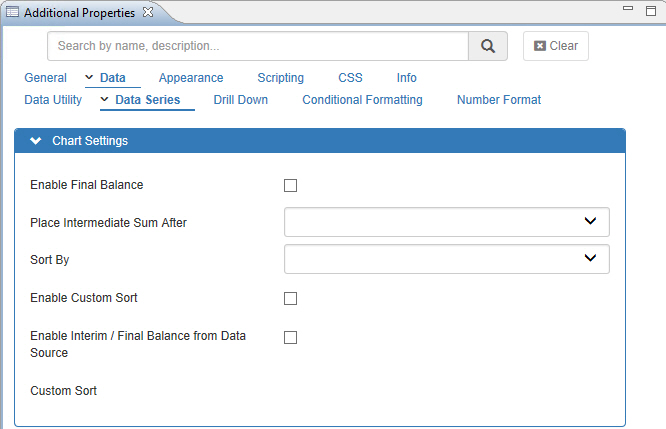 Additional Properties
Search by name, description...
Clear
General Data Appearance Scripting CSS Info
Data Utility Data Series Drill Down Conditional Formatting Number Format
Chart Settings
Enable Final Balance
Place Intermediate Sum After
Sort By
Enable Custom Sort
Enable Interim / Final Balance from Data
Source
Custom Sort